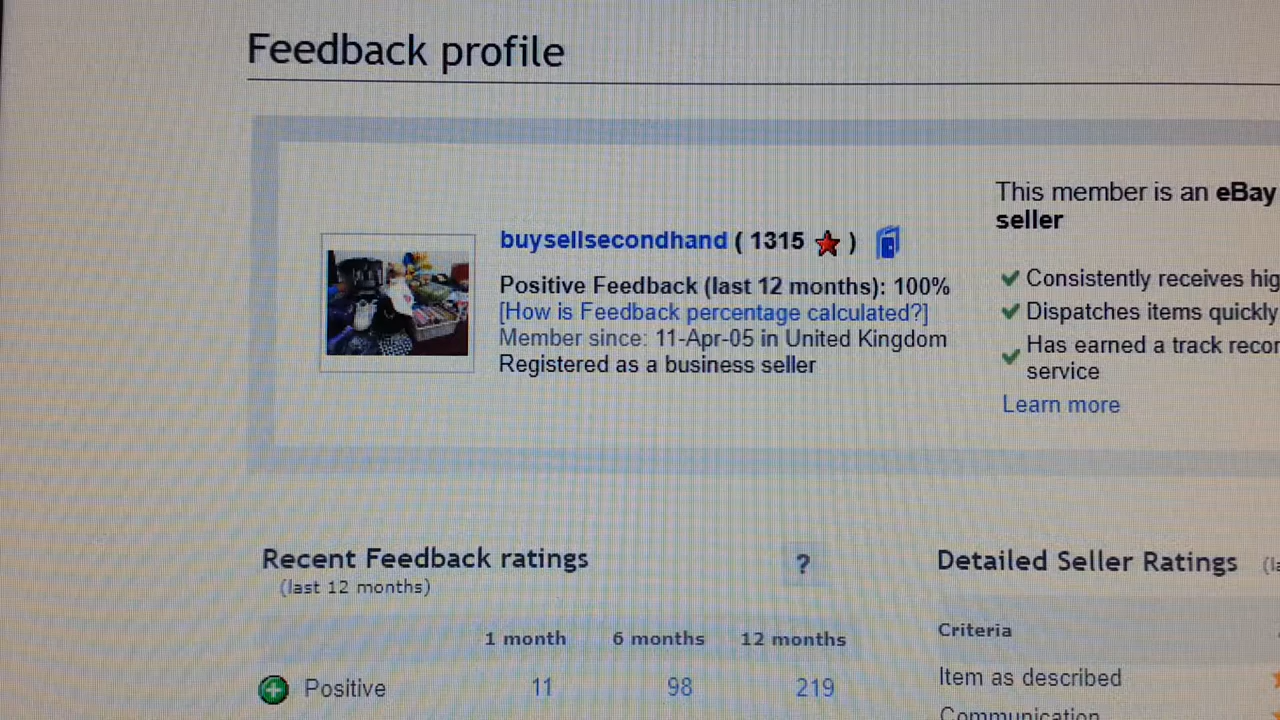 Feedback profile
buysellsecondhand ( 1315 )
Positive Feedback (last 12 months): 100%
[How is Feedback percentage calculated?]
Member since: 11-Apr-05 in United Kingdom
Registered as a business seller
This member is an eBay
seller
Consistently receives hig
Dispatches items quickly
Has earned a track recor
service
Learn more
Recent Feedback ratings
(last 12 months)
?
1 month 6 months 12 months
Positive 11 98 219
Detailed Seller Ratings (la
Criteria
Item as described
Communication